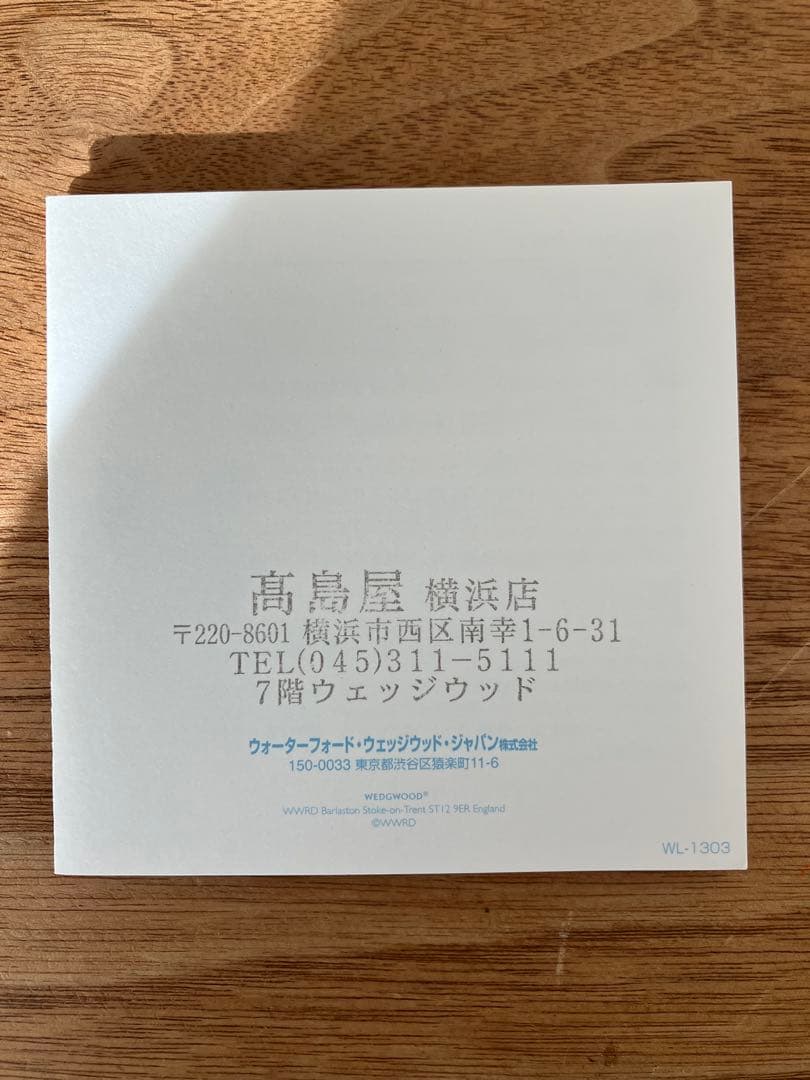 髙島屋 横浜店
〒220-8601 横浜市西区南幸1-6-31
TEL(045)311-5111
7階ウェッジウッド
ウォーターフォード・ウェッジウッド・ジャパン株式会社
150-0033 東京都渋谷区猿楽町11-6
WEDGWOOD®
WWRD Barlaston Stoke-on-Trent ST12 9ER England
©WWRD
WL-1303